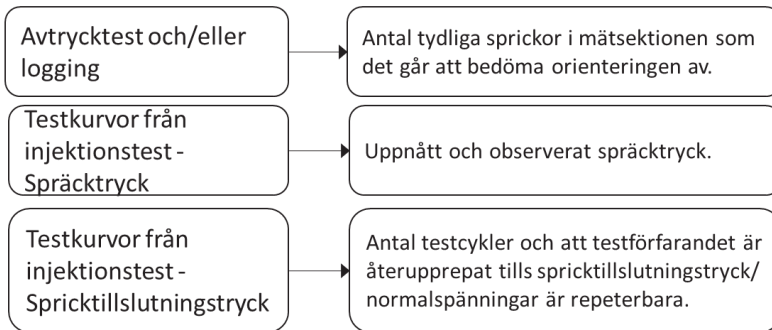 Avtrycktest och/eller
logging
Antal tydliga sprickor i mätsektionen som
det går att bedöma orienteringen av.
Testkurvor från
injektionstest -
Spräcktryck
Uppnått och observerat spräcktryck.
Testkurvor från
injektionstest -
Spricktillslutningstryck
Antal testcykler och att testförfarandet är
återupprepat tills spricktillslutningstryck/
normalspänningar är repeterbara.